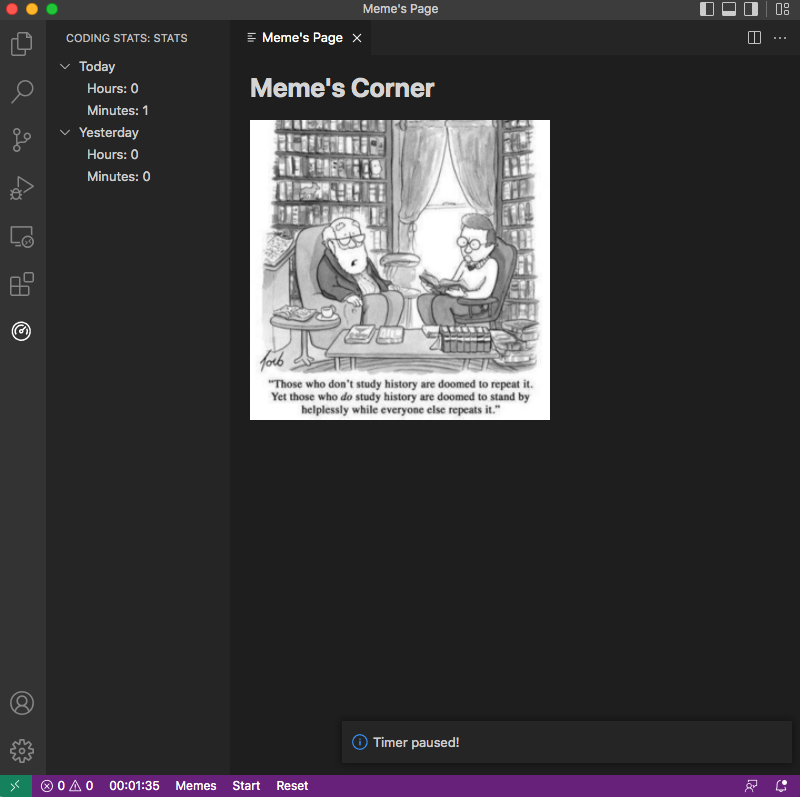 Meme's Page
CODING STATS: STATS
Today
Hours: 0
Minutes: 1
Yesterday
Hours: 0
Minutes: 0
Meme's Page
Meme's Corner
"Those who don't study history are doomed to repeat it.
Yet those who do study history are doomed to stand by
helplessly while everyone else repeats it."
Timer paused!
0 0 00:01:35 Memes Start Reset